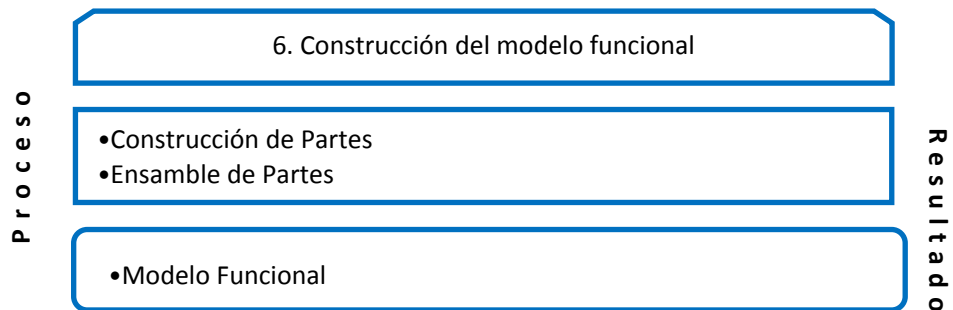 6. Construcción del modelo funcional
Proceso
•Construcción de Partes
•Ensamble de Partes
Resultado
•Modelo Funcional